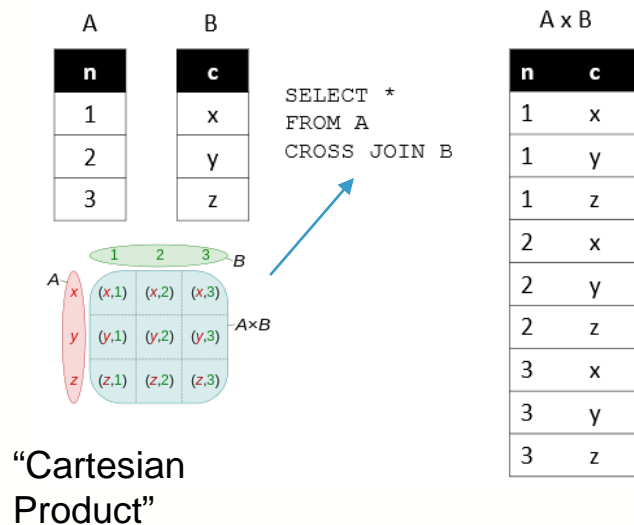 A
n
1
2
3
B
c
x
y
z
SELECT *
FROM A
CROSS JOIN B
A x B
n c
1 x
1 y
1 z
2 x
2 y
2 z
3 x
3 y
3 z
1 2 3
B
A
x (x,1) (x,2) (x,3)
A×B
y (y,1) (y,2) (y,3)
z (z,1) (z,2) (z,3)
“Cartesian
Product”